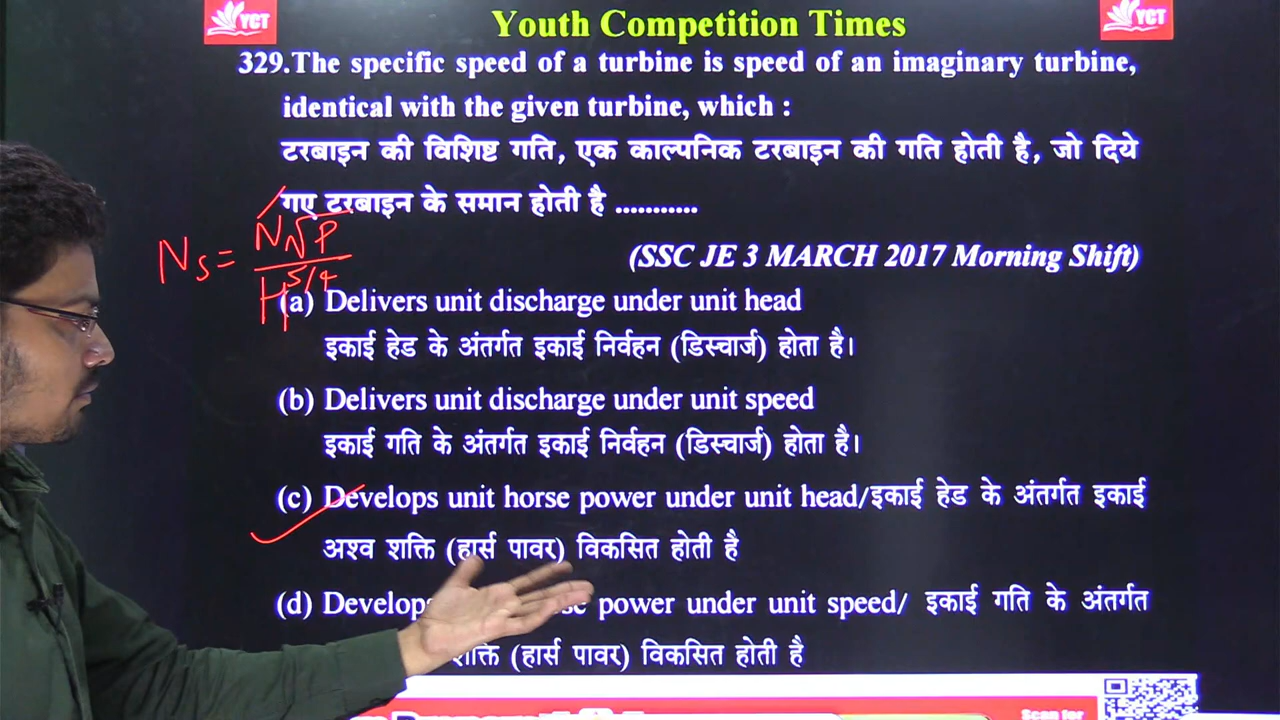 YCT
Youth Competition Times
YCT
329.The specific speed of a turbine is speed of an imaginary turbine,
identical with the given turbine, which :
टरबाइन की विशिष्ट गति, एक काल्पनिक टरबाइन की गति होती है, जो दिये
गए टरबाइन के समान होती है ...........
Ns = N√P / H^5/4
(SSC JE 3 MARCH 2017 Morning Shift)
(a) Delivers unit discharge under unit head
इकाई हेड के अंतर्गत इकाई निर्वहन (डिस्चार्ज) होता है।
(b) Delivers unit discharge under unit speed
इकाई गति के अंतर्गत इकाई निर्वहन (डिस्चार्ज) होता है।
(c) Develops unit horse power under unit head/इकाई हेड के अंतर्गत इकाई
अश्व शक्ति (हार्स पावर) विकसित होती है
(d) power under unit speed/ इकाई गति के अंतर्गत
शक्ति (हार्स पावर) विकसित होती है
Scan for